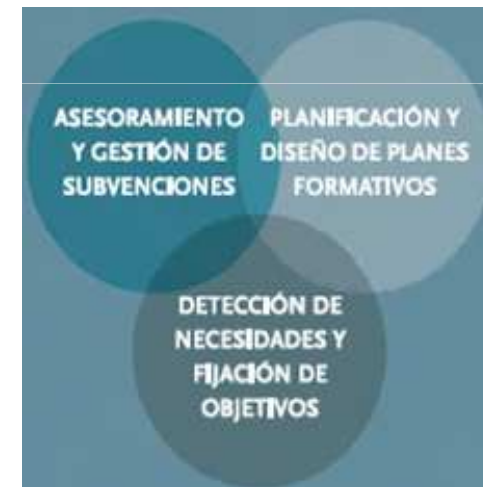 ASESORAMIENTO
Y GESTIÓN DE
SUBVENCIONES
PLANIFICACIÓN Y
DISEÑO DE PLANES
FORMATIVOS
DETECCIÓN DE
NECESIDADES Y
FIJACIÓN DE
OBJETIVOS